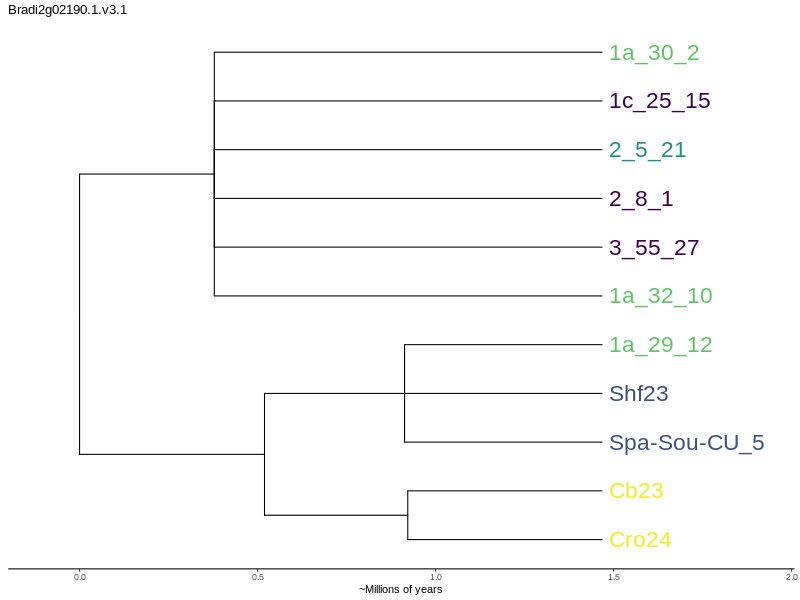 Bradi2g02190.1.v3.1
1a_30_2
1c_25_15
2_5_21
2_8_1
3_55_27
1a_32_10
1a_29_12
Shf23
Spa-Sou-CU_5
Cb23
Cro24
0.0 0.5 1.0 1.5 2.0
~Millions of years